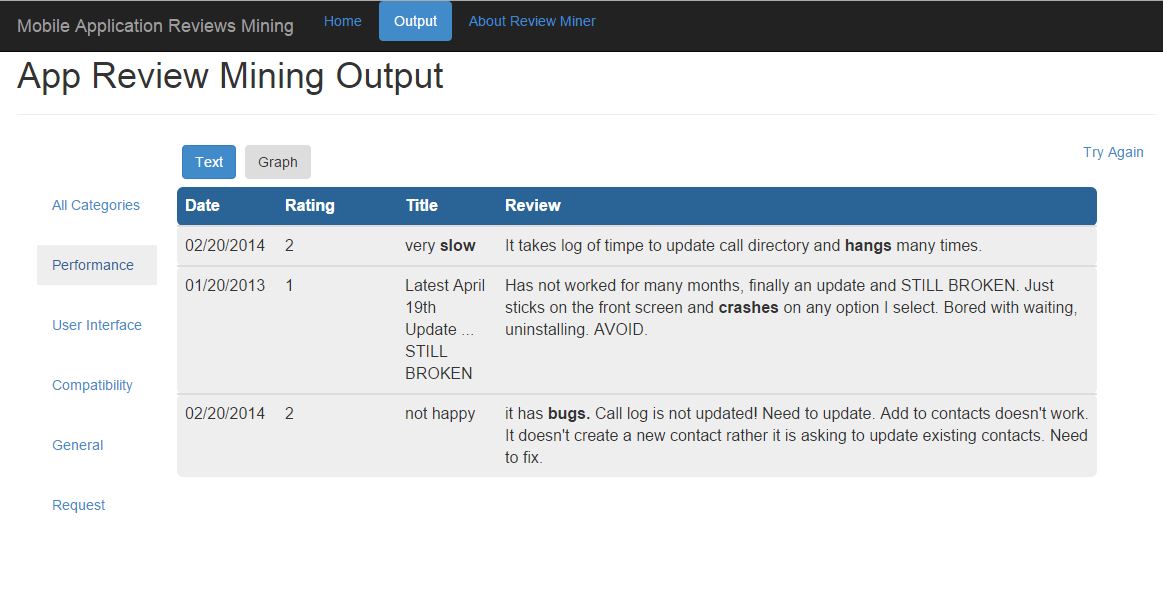 Mobile Application Reviews Mining Home Output About Review Miner
App Review Mining Output
Text Graph Try Again
All Categories
Performance
User Interface
Compatibility
General
Request
Date Rating Title Review
02/20/2014 2 very slow It takes log of timpe to update call directory and hangs many times.
01/20/2013 1 Latest April Has not worked for many months, finally an update and STILL BROKEN. Just
19th sticks on the front screen and crashes on any option I select. Bored with waiting,
Update ... uninstalling. AVOID.
STILL
BROKEN
02/20/2014 2 not happy it has bugs. Call log is not updated! Need to update. Add to contacts doesn't work.
It doesn't create a new contact rather it is asking to update existing contacts. Need
to fix.